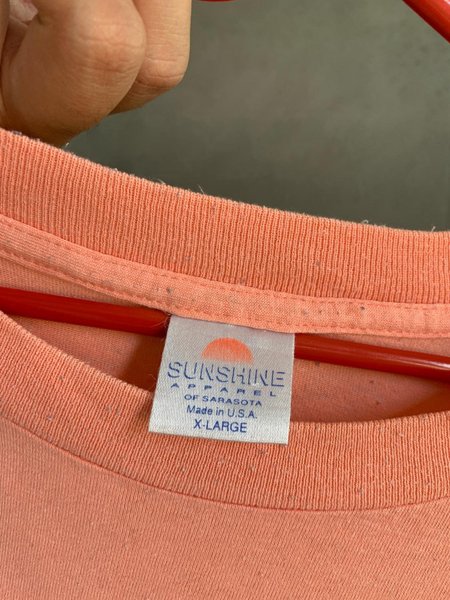 SUNSHINE
APPAREL
OF SARASOTA
Made in U.S.A.
X-LARGE